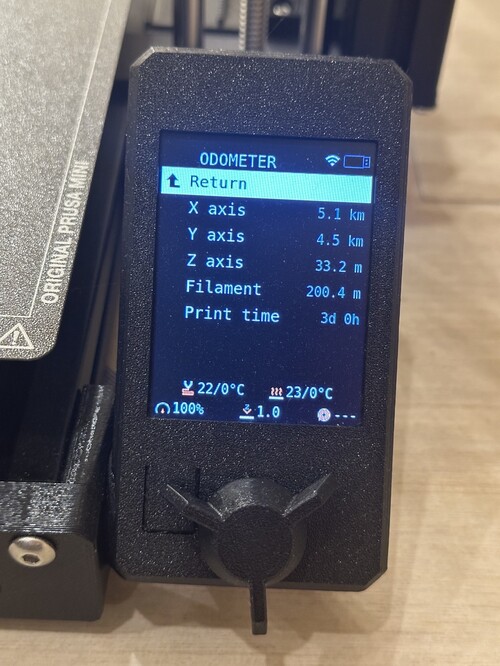 ODOMETER
Return
X axis 5.1 km
Y axis 4.5 km
Z axis 33.2 m
Filament 200.4 m
Print time 3d 0h
22/0°C 23/0°C
100% 1.0 ---
ORIGINAL PRUSA MINI